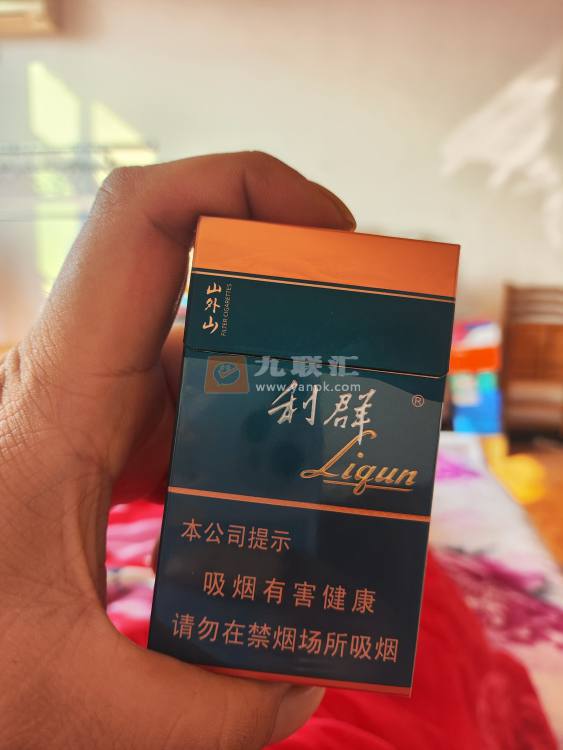 山外山
FILTER CIGARETTES
九联汇
www.yanpk.com
利群
®
Liqun
本公司提示
吸烟有害健康
请勿在禁烟场所吸烟